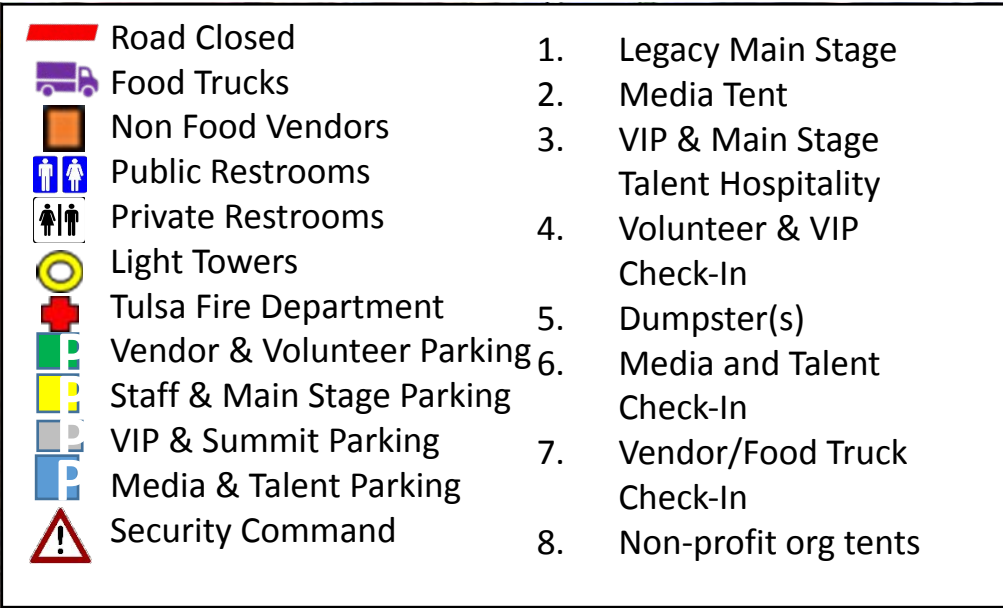 Road Closed
Food Trucks
Non Food Vendors
Public Restrooms
Private Restrooms
Light Towers
Tulsa Fire Department
P Vendor & Volunteer Parking
P Staff & Main Stage Parking
P VIP & Summit Parking
P Media & Talent Parking
! Security Command
1. Legacy Main Stage
2. Media Tent
3. VIP & Main Stage
Talent Hospitality
4. Volunteer & VIP
Check-In
5. Dumpster(s)
6. Media and Talent
Check-In
7. Vendor/Food Truck
Check-In
8. Non-profit org tents